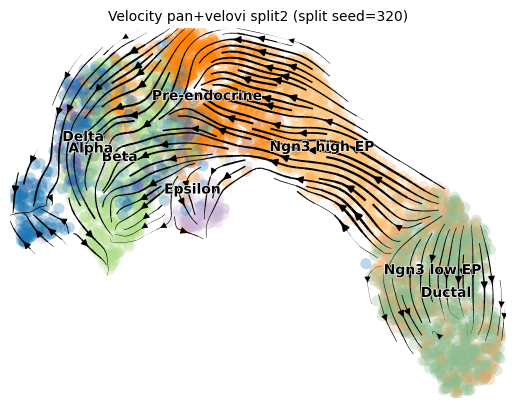 Velocity pan+velovi split2 (split seed=320)
Pre-endocrine
Delta
Ngn3 high EP
Alpha
Beta
Epsilon
Ngn3 low EP
Ductal